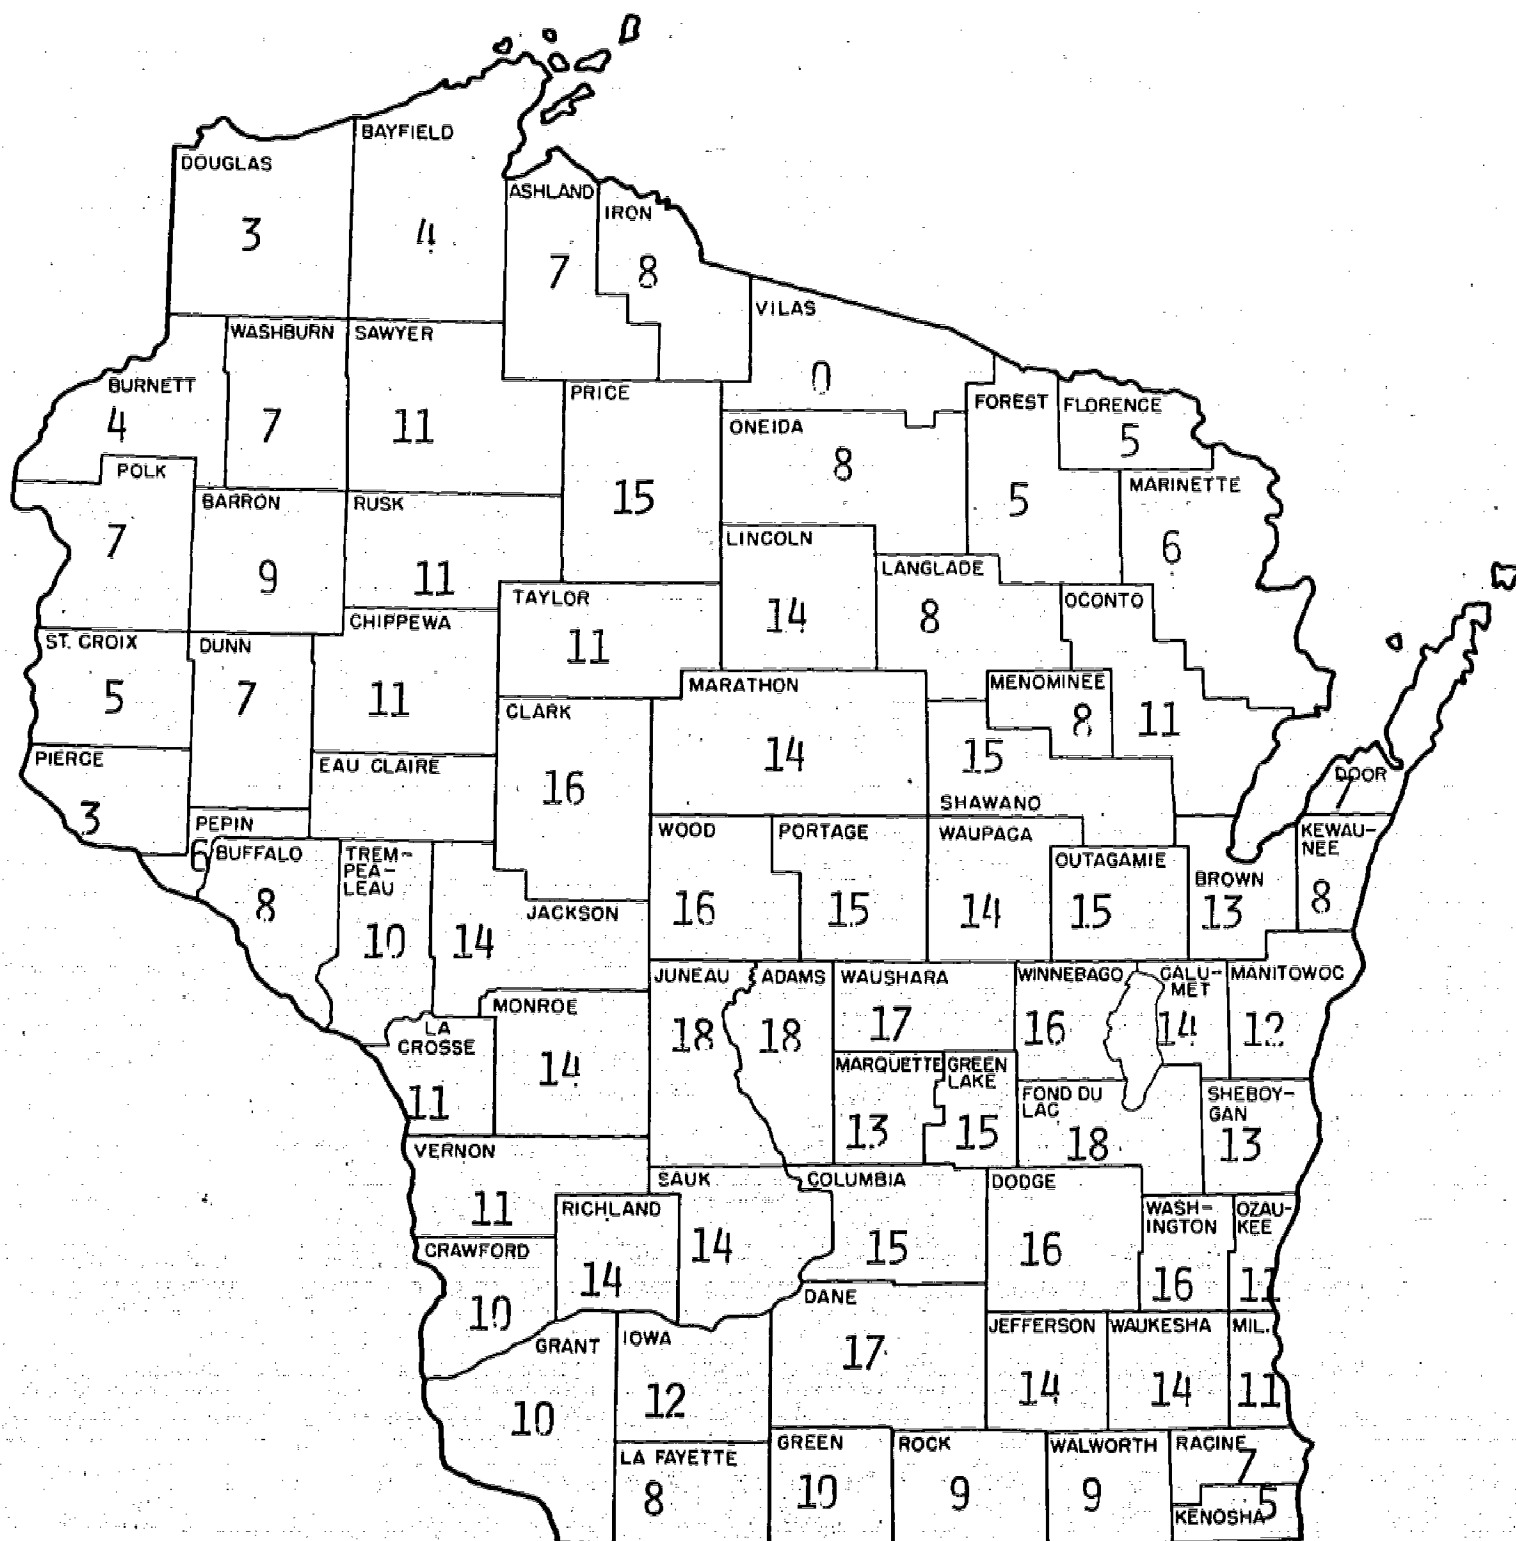 BAYFIELD
4
DOUGLAS
3
ASHLAND
7
IRON
8
VILAS
0
WASHBURN
7
SAWYER
11
BURNETT
4
PRICE
15
FOREST
5
FLORENCE
5
ONEIDA
8
POLK
7
MARINETTE
6
BARRON
9
RUSK
11
LINCOLN
14
LANGLADE
8
TAYLOR
11
OCONTO
11
CHIPPEWA
11
ST. CROIX
5
DUNN
7
MARATHON
14
MENOMINEE
8
CLARK
16
15
SHAWANO
PIERCE
3
EAU CLAIRE
DOOR
7
PEPIN
6
WOOD
16
PORTAGE
15
WAUPACA
14
KEWAU-
NEE
8
BUFFALO
8
TREM-
PEA-
LEAU
10
OUTAGAMIE
15
BROWN
13
JACKSON
14
JUNEAU
18
ADAMS
18
WAUSHARA
17
WINNEBAGO
16
CALU-
MET
14
MANITOWOC
12
MONROE
14
LA
CROSSE
11
MARQUETTE
13
GREEN
LAKE
15
FOND DU
LAC
18
SHEBOY-
GAN
13
VERNON
11
SAUK
14
COLUMBIA
15
DODGE
16
RICHLAND
14
WASH-
INGTON
16
OZAU-
KEE
11
CRAWFORD
10
DANE
17
JEFFERSON
14
WAUKESHA
14
MIL.
11
GRANT
10
IOWA
12
GREEN
10
ROCK
9
WALWORTH
9
RACINE
7
LA FAYETTE
8
KENOSHA
5